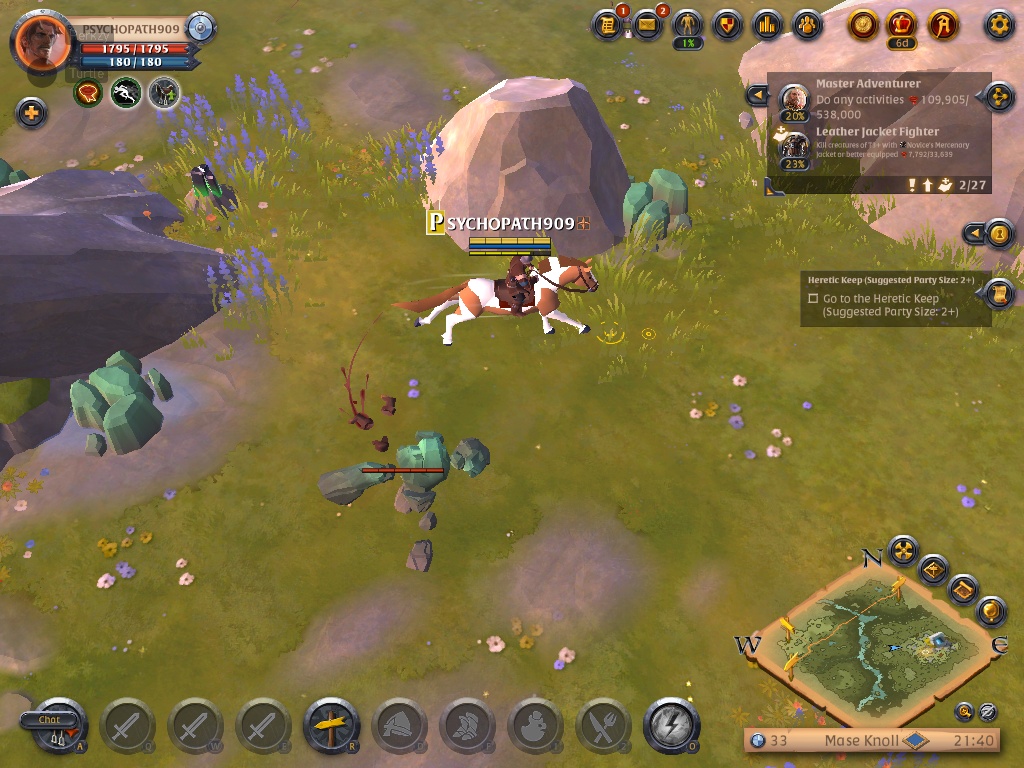 PSYCHOPATH909
1795 / 1795
180 / 180
Turtle
1
2
1%
6d
Master Adventurer
Do any activities 109,905/
538,000
20%
Leather Jacket Fighter
Kill creatures of T1+ with Novice's Mercenary
Jacket or better equipped 7,792/33,639
23%
2/27
PSYCHOPATH909
Heretic Keep (Suggested Party Size: 2+)
Go to the Heretic Keep
(Suggested Party Size: 2+)
N
W
E
Chat
A
Q
W
E
R
D
F
O
33
Mase Knoll
21:40